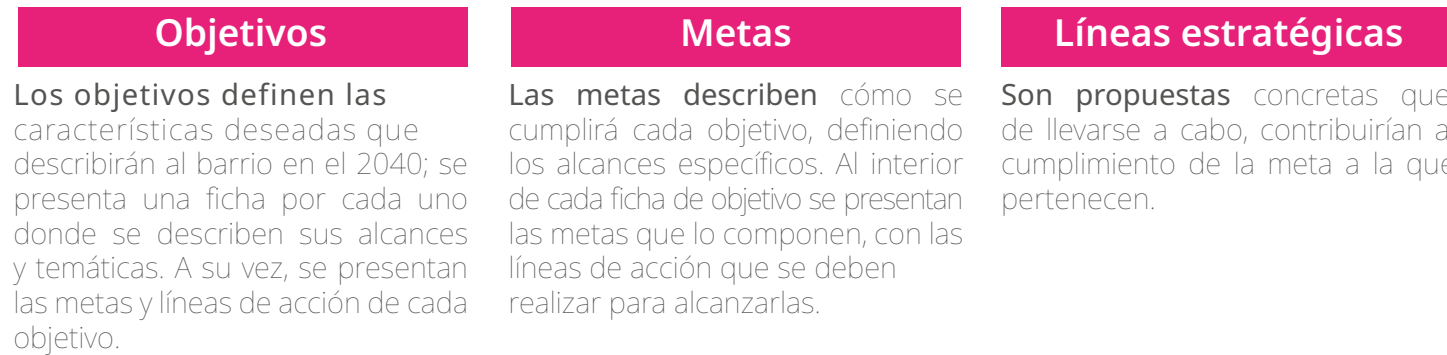 Objetivos
Los objetivos definen las
características deseadas que
describirán al barrio en el 2040; se
presenta una ficha por cada uno
donde se describen sus alcances
y temáticas. A su vez, se presentan
las metas y líneas de acción de cada
objetivo.
Metas
Las metas describen cómo se
cumplirá cada objetivo, definiendo
los alcances específicos. Al interior
de cada ficha de objetivo se presentan
las metas que lo componen, con las
líneas de acción que se deben
realizar para alcanzarlas.
Líneas estratégicas
Son propuestas concretas que
de llevarse a cabo, contribuirían a
cumplimiento de la meta a la que
pertenecen.